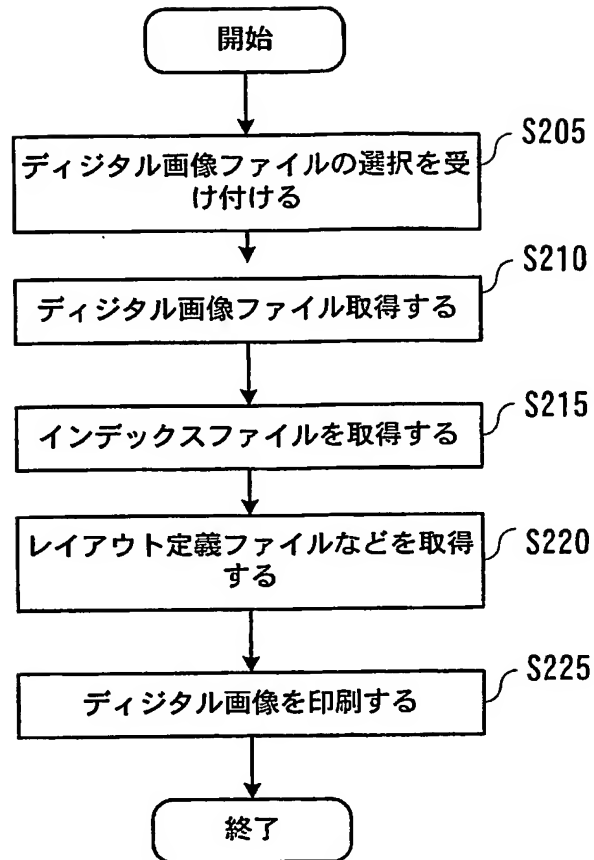 開始
S205
ディジタル画像ファイルの選択を受
け付ける
S210
ディジタル画像ファイル取得する
S215
インデックスファイルを取得する
S220
レイアウト定義ファイルなどを取得
する
S225
ディジタル画像を印刷する
終了